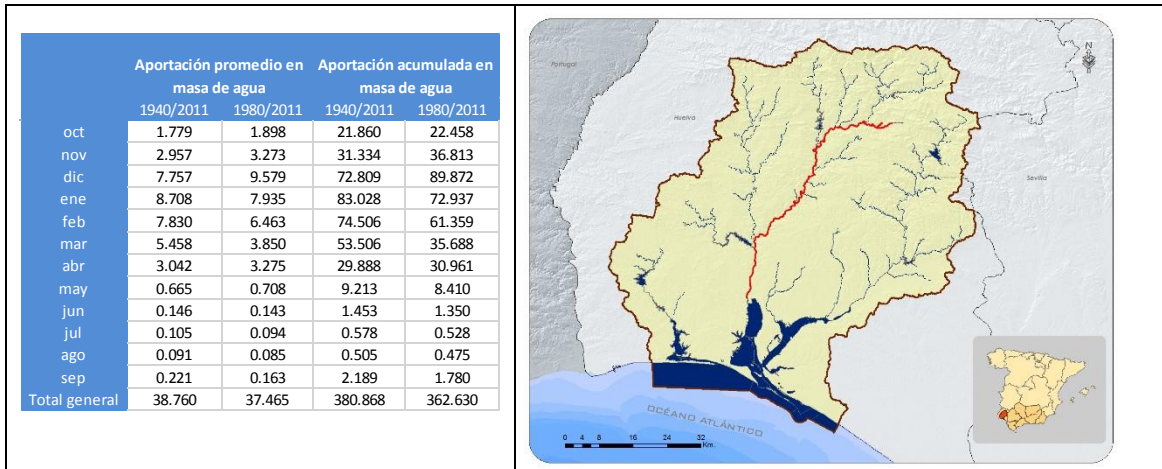 Aportación promedio en Aportación acumulada en
masa de agua masa de agua
1940/2011 1980/2011 1940/2011 1980/2011
oct 1.779 1.898 21.860 22.458
nov 2.957 3.273 31.334 36.813
dic 7.757 9.579 72.809 89.872
ene 8.708 7.935 83.028 72.937
feb 7.830 6.463 74.506 61.359
mar 5.458 3.850 53.506 35.688
abr 3.042 3.275 29.888 30.961
may 0.665 0.708 9.213 8.410
jun 0.146 0.143 1.453 1.350
jul 0.105 0.094 0.578 0.528
ago 0.091 0.085 0.505 0.475
sep 0.221 0.163 2.189 1.780
Total general 38.760 37.465 380.868 362.630
Portugal
N
Huelva
Sevilla
OCÉANO ATLÁNTICO
0 4 8 16 24 32
Km.